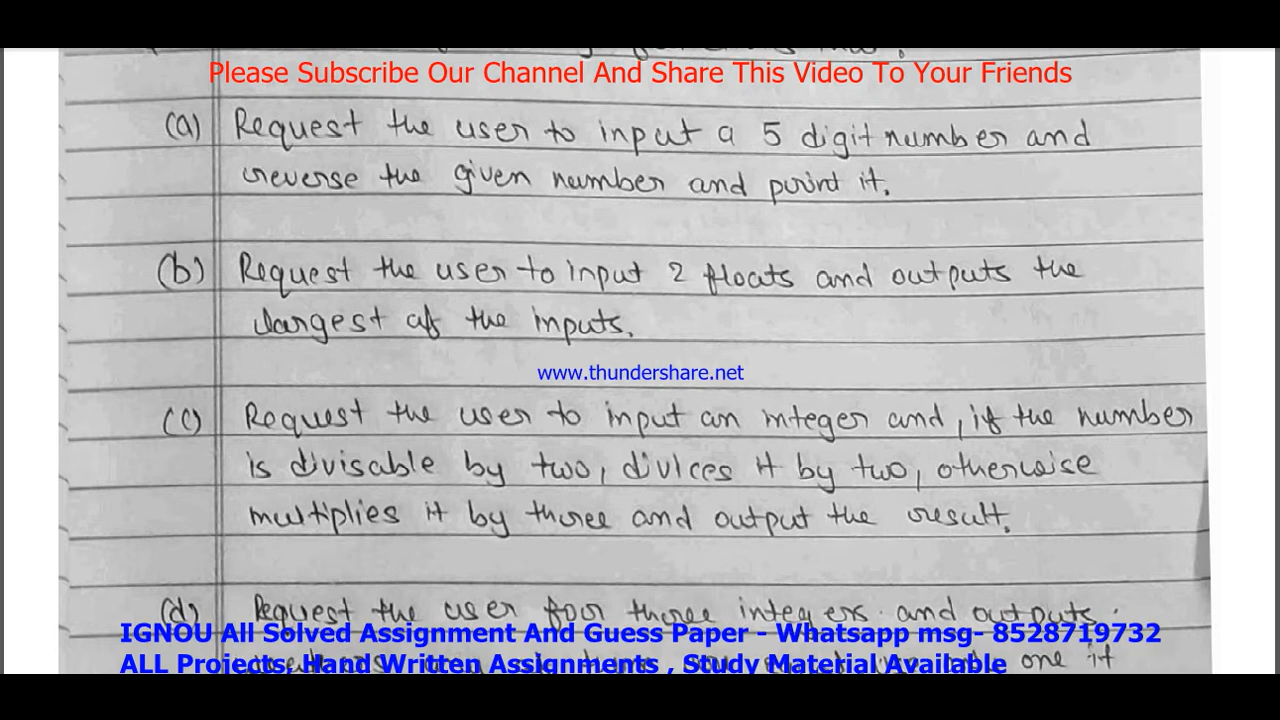 Please Subscribe Our Channel And Share This Video To Your Friends
(a) Request the user to input a 5 digit number and
reverse the given number and print it.
(b) Request the user to input 2 floats and outputs the
largest of the inputs.
www.thundershare.net
(c) Request the user to input an integer and, if the number
is divisable by two, divices it by two, otherwise
multiplies it by three and output the result.
(d) Request the user for three integers and outputs
IGNOU All Solved Assignment And Guess Paper - Whatsapp msg- 8528719732
one it
ALL Projects, Hand Written Assignments , Study Material Available